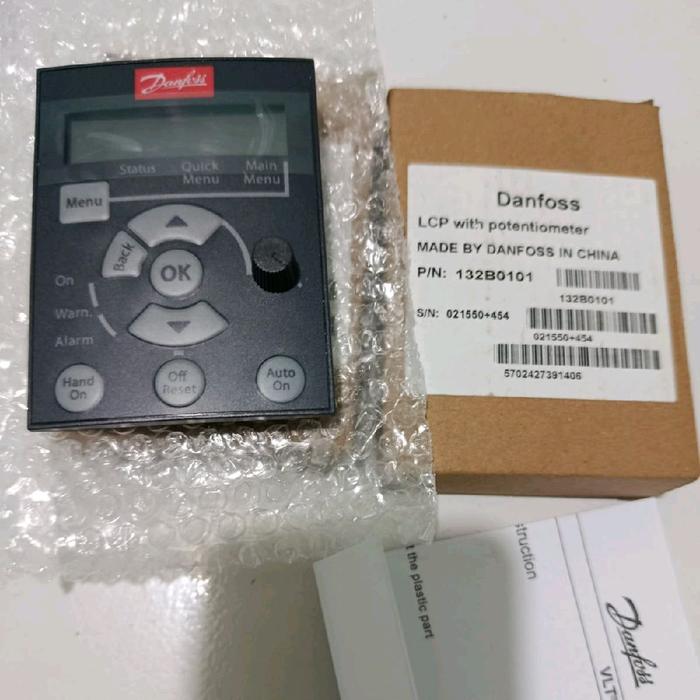 Danfoss
Status
Quick
Menu
Main
Menu
Menu
Back
OK
On
Warn.
Alarm
Hand
On
Off
Reset
Auto
On
Danfoss
LCP with potentiometer
MADE BY DANFOSS IN CHINA
P/N: 132B0101
132B0101
S/N: 021550+454
021550+454
5702427391406
struction
t the plastic part
Danfoss
VLT